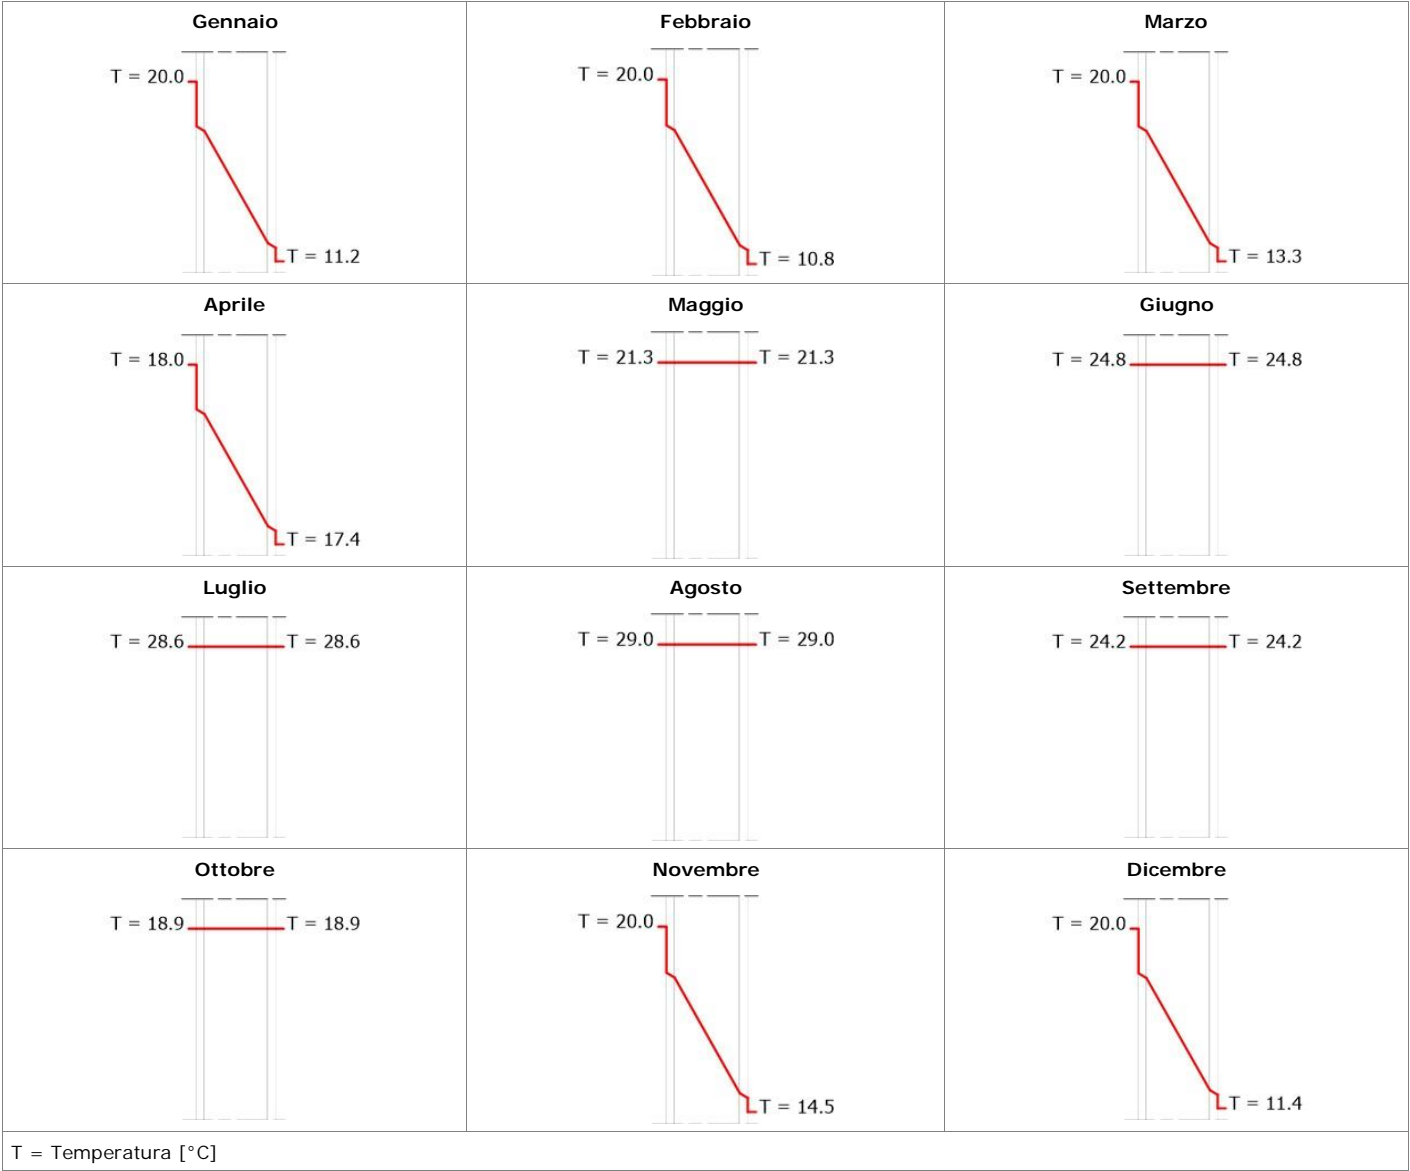 Gennaio
T = 20.0
T = 11.2
Febbraio
T = 20.0
T = 10.8
Marzo
T = 20.0
T = 13.3
Aprile
T = 18.0
T = 17.4
Maggio
T = 21.3 T = 21.3
Giugno
T = 24.8 T = 24.8
Luglio
T = 28.6 T = 28.6
Agosto
T = 29.0 T = 29.0
Settembre
T = 24.2 T = 24.2
Ottobre
T = 18.9 T = 18.9
Novembre
T = 20.0
T = 14.5
Dicembre
T = 20.0
T = 11.4
T = Temperatura [°C]